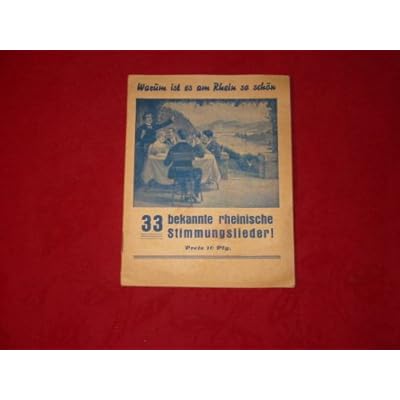 Warum ist es am Rhein so schön
33 bekannte rheinische
Stimmungslieder!
Preis 10 Pfg.